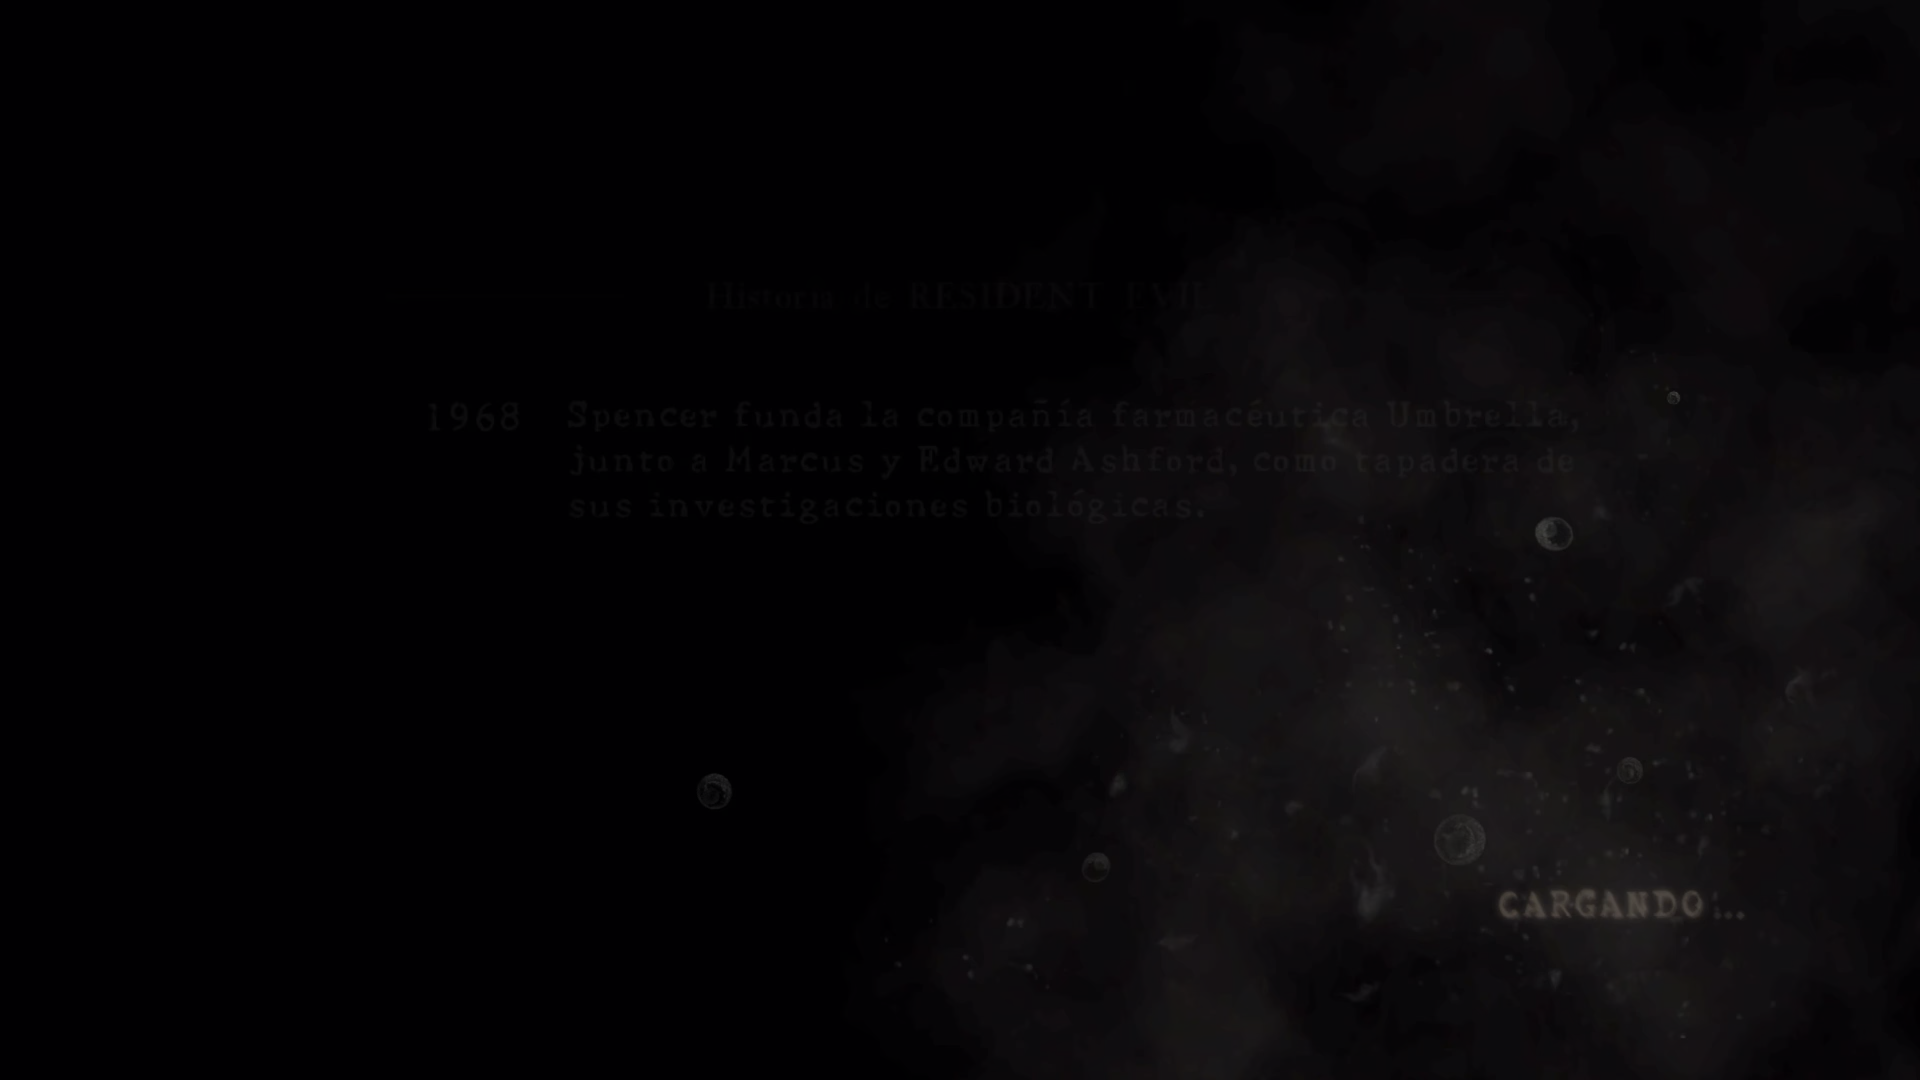 Historia de RESIDENT EVIL
1968 Spencer funda la compañía farmacéutica Umbrella,
junto a Marcus y Edward Ashford, como tapadera de
sus investigaciones biológicas.
CARGANDO...